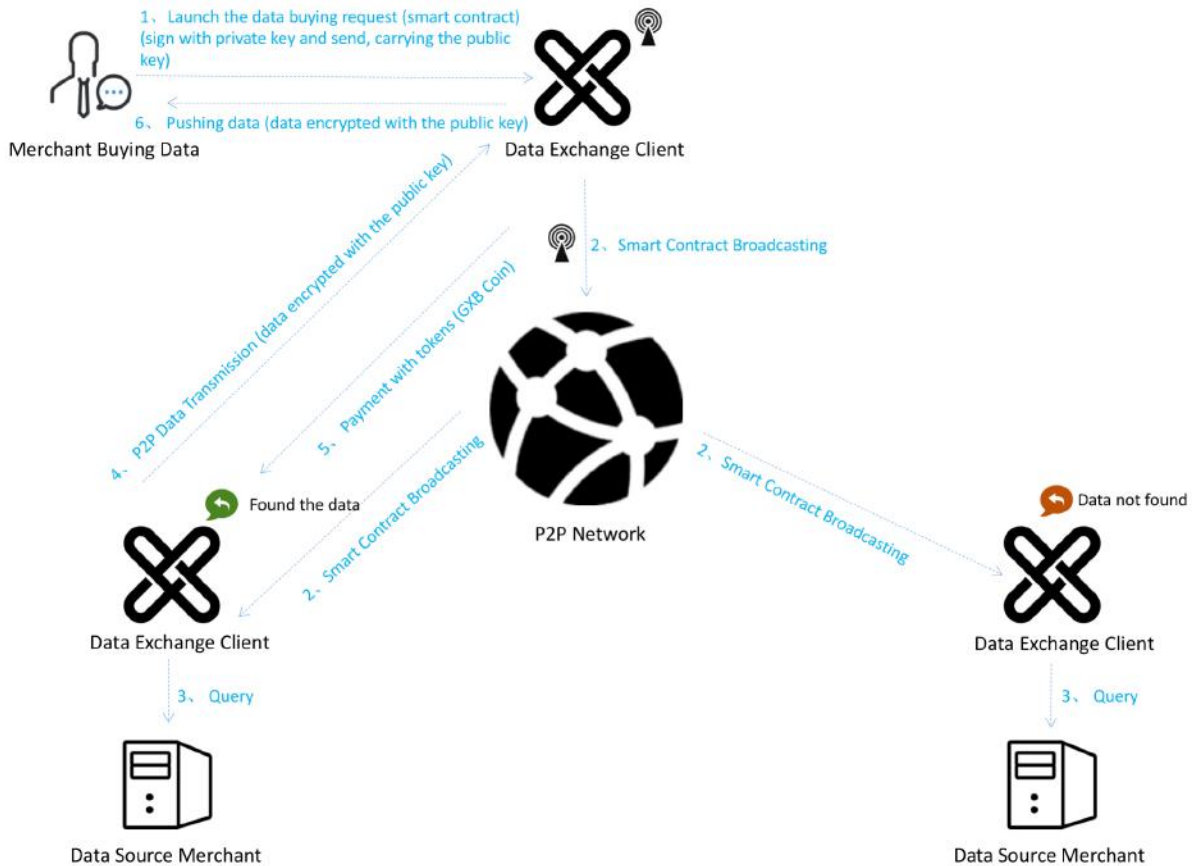 1、 Launch the data buying request (smart contract)
(sign with private key and send, carrying the public
key)
6、 Pushing data (data encrypted with the public key)
Merchant Buying Data
Data Exchange Client
2、 Smart Contract Broadcasting
4、 P2P Data Transmission (data encrypted with the public key)
5、 Payment with tokens (GXB Coin)
2、 Smart Contract Broadcasting
2、 Smart Contract Broadcasting
Found the data
P2P Network
Data not found
Data Exchange Client
Data Exchange Client
3、 Query
3、 Query
Data Source Merchant
Data Source Merchant